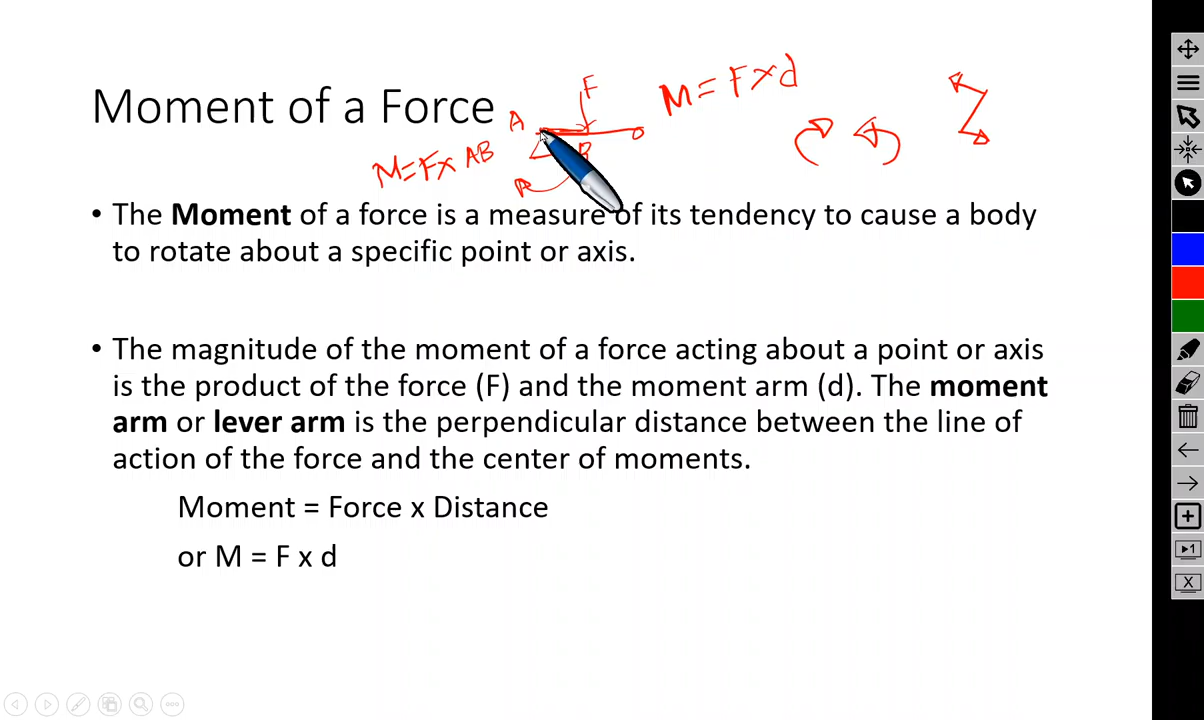 Moment of a Force
F
M = F x d
A
B
M = F x AB
• The Moment of a force is a measure of its tendency to cause a body
to rotate about a specific point or axis.
• The magnitude of the moment of a force acting about a point or axis
is the product of the force (F) and the moment arm (d). The moment
arm or lever arm is the perpendicular distance between the line of
action of the force and the center of moments.
Moment = Force x Distance
or M = F x d